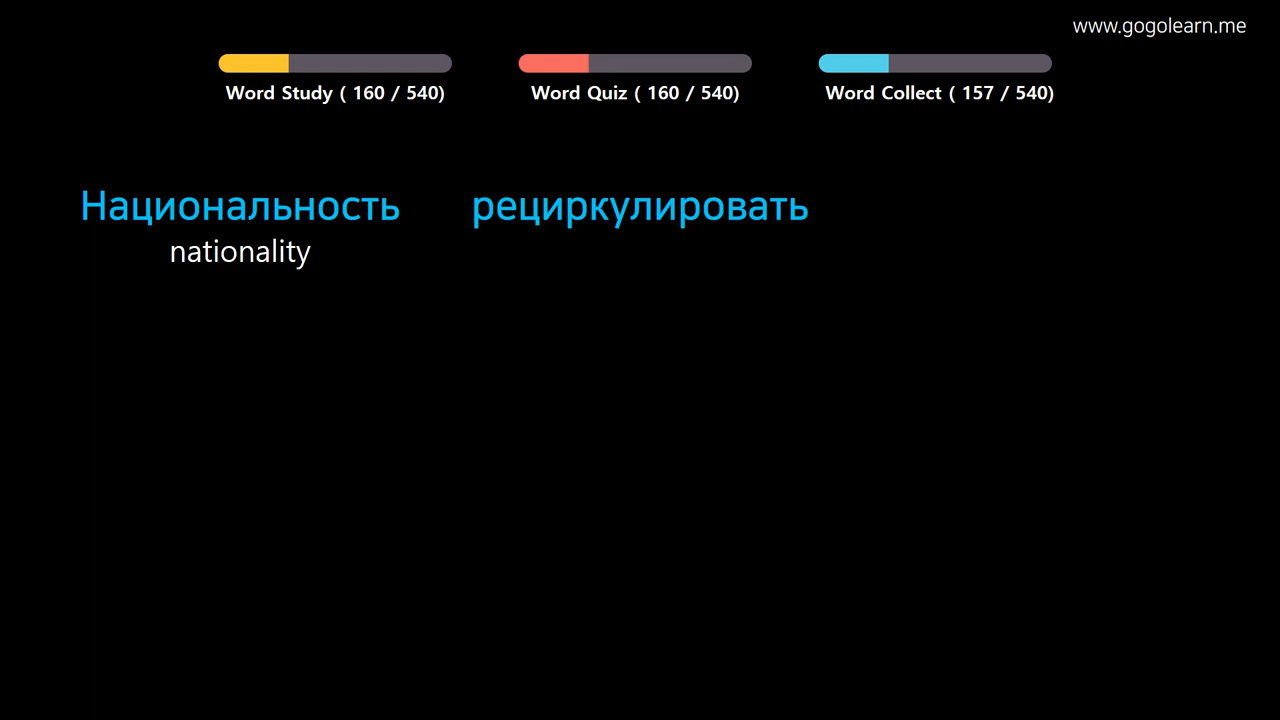 www.gogolearn.me
Word Study ( 160 / 540)
Word Quiz ( 160 / 540)
Word Collect ( 157 / 540)
Национальность
рециркулировать
nationality